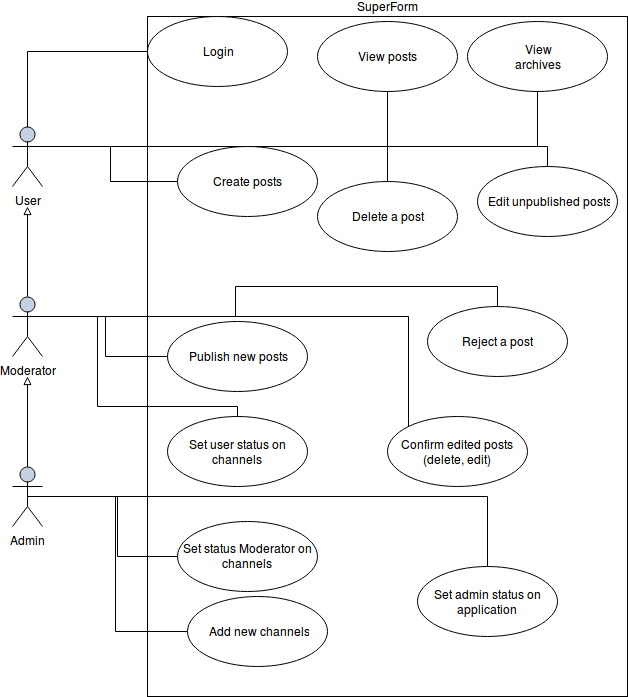 SuperForm
Login
View posts
View
archives
Create posts
Delete a post
Edit unpublished posts
User
Publish new posts
Reject a post
Moderator
Set user status on
channels
Confirm edited posts
(delete, edit)
Admin
Set status Moderator on
channels
Set admin status on
application
Add new channels